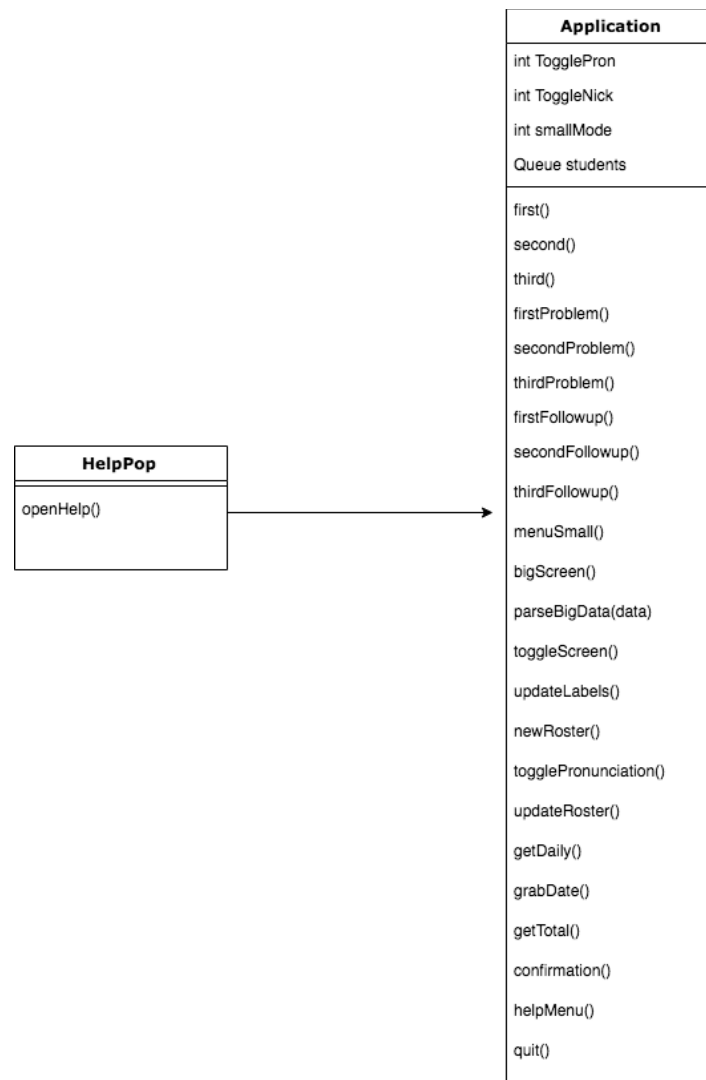 Application
int TogglePron
int ToggleNick
int smallMode
Queue students
first()
second()
third()
firstProblem()
secondProblem()
thirdProblem()
firstFollowup()
secondFollowup()
thirdFollowup()
menuSmall()
bigScreen()
parseBigData(data)
toggleScreen()
updateLabels()
newRoster()
togglePronunciation()
updateRoster()
getDaily()
grabDate()
getTotal()
confirmation()
helpMenu()
quit()
HelpPop
openHelp()